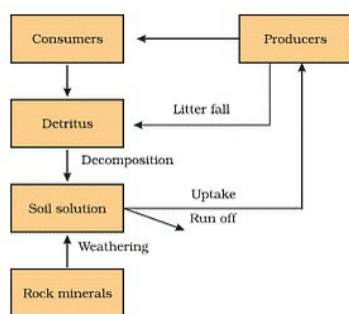 Consumers
Producers
Litter fall
Detritus
Decomposition
Uptake
Soil solution
Run off
Weathering
Rock minerals